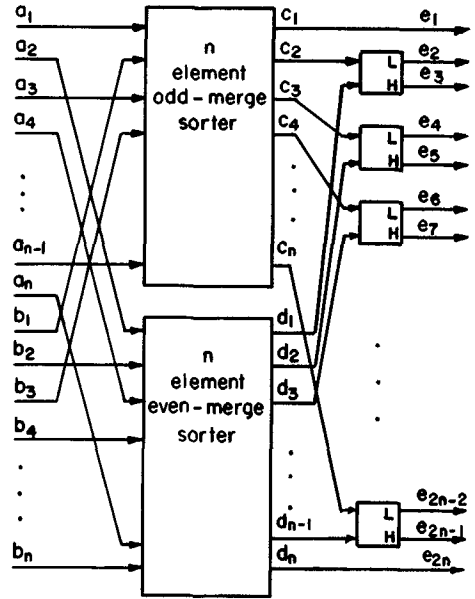 a1
a2
a3
a4
an-1
an
b1
b2
b3
b4
bn
n
element
odd-merge
sorter
n
element
even-merge
sorter
c1
c2
c3
c4
cn
d1
d2
d3
dn-1
dn
L
H
L
H
L
H
L
H
e1
e2
e3
e4
e5
e6
e7
e2n-2
e2n-1
e2n